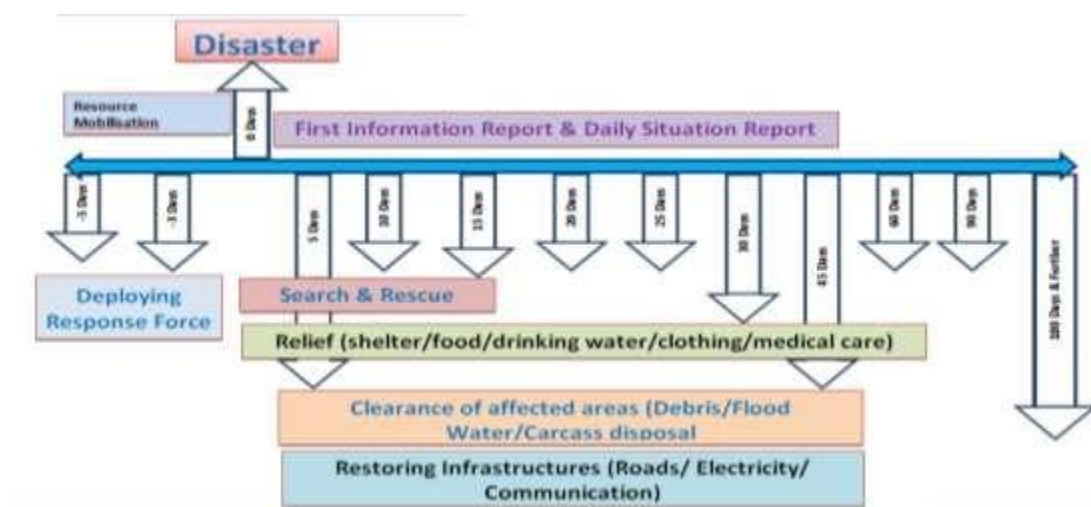 Disaster
Resource
Mobilisation
0 Days
First Information Report & Daily Situation Report
-5 Days
-3 Days
5 Days
10 Days
15 Days
20 Days
25 Days
30 Days
45 Days
60 Days
90 Days
180 Days & Further
Deploying
Response Force
Search & Rescue
Relief (shelter/food/drinking water/clothing/medical care)
Clearance of affected areas (Debris/Flood
Water/Carcass disposal
Restoring Infrastructures (Roads/ Electricity/
Communication)